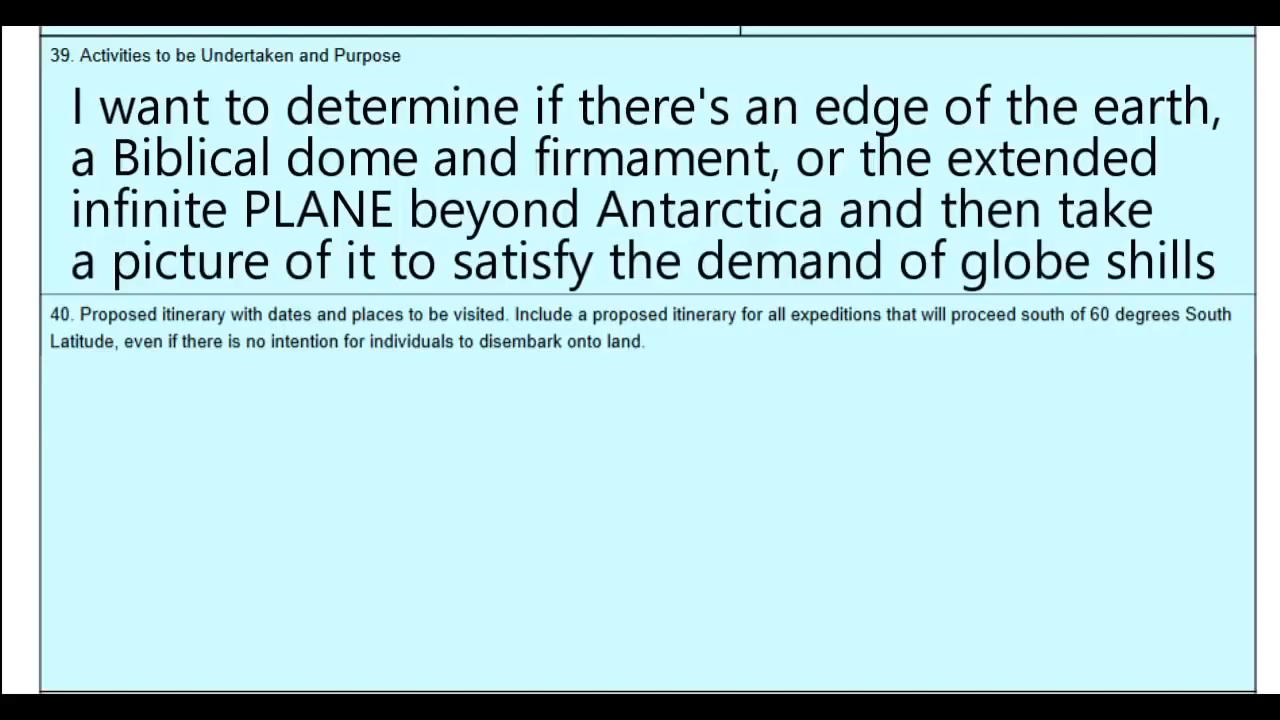 39. Activities to be Undertaken and Purpose
I want to determine if there's an edge of the earth,
a Biblical dome and firmament, or the extended
infinite PLANE beyond Antarctica and then take
a picture of it to satisfy the demand of globe shills
40. Proposed itinerary with dates and places to be visited. Include a proposed itinerary for all expeditions that will proceed south of 60 degrees South
Latitude, even if there is no intention for individuals to disembark onto land.